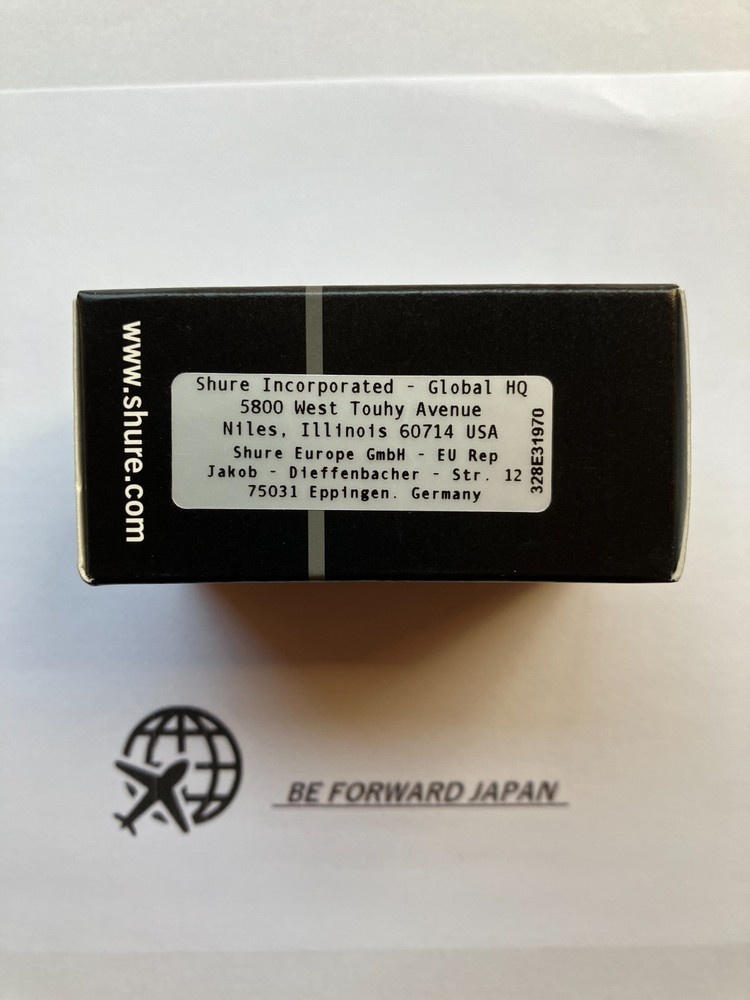 www.shure.com
Shure Incorporated - Global HQ
5800 West Touhy Avenue
Niles, Illinois 60714 USA
Shure Europe GmbH - EU Rep
Jakob - Dieffenbacher - Str. 12
75031 Eppingen. Germany
328E31970
BE FORWARD JAPAN